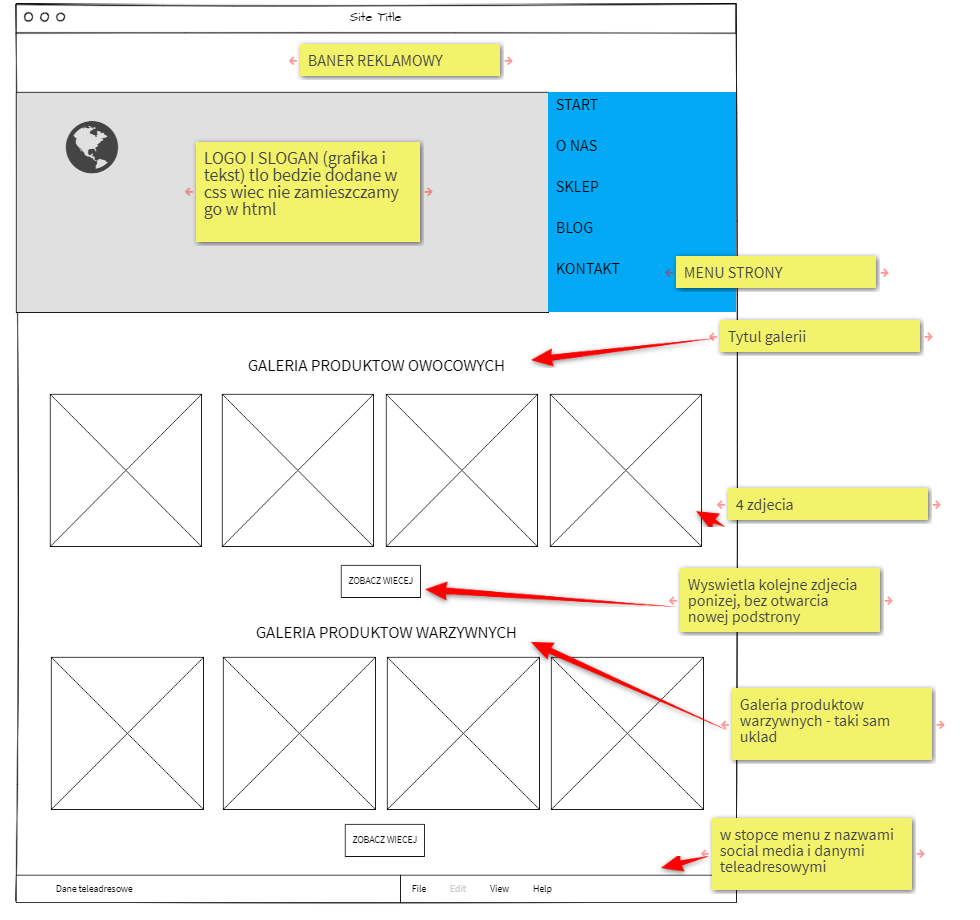 Site Title
BANER REKLAMOWY
START
O NAS
SKLEP
BLOG
KONTAKT
LOGO I SLOGAN (grafika i
tekst) tlo bedzie dodane w
css wiec nie zamieszczamy
go w html
MENU STRONY
Tytul galerii
GALERIA PRODUKTOW OWOCOWYCH
4 zdjecia
ZOBACZ WIECEJ
Wyswietla kolejne zdjecia
ponizej, bez otwarcia
nowej podstrony
GALERIA PRODUKTOW WARZYWNYCH
Galeria produktow
warzywnych - taki sam
uklad
ZOBACZ WIECEJ
w stopce menu z nazwami
social media i danymi
teleadresowymi
Dane teleadresowe
File Edit View Help